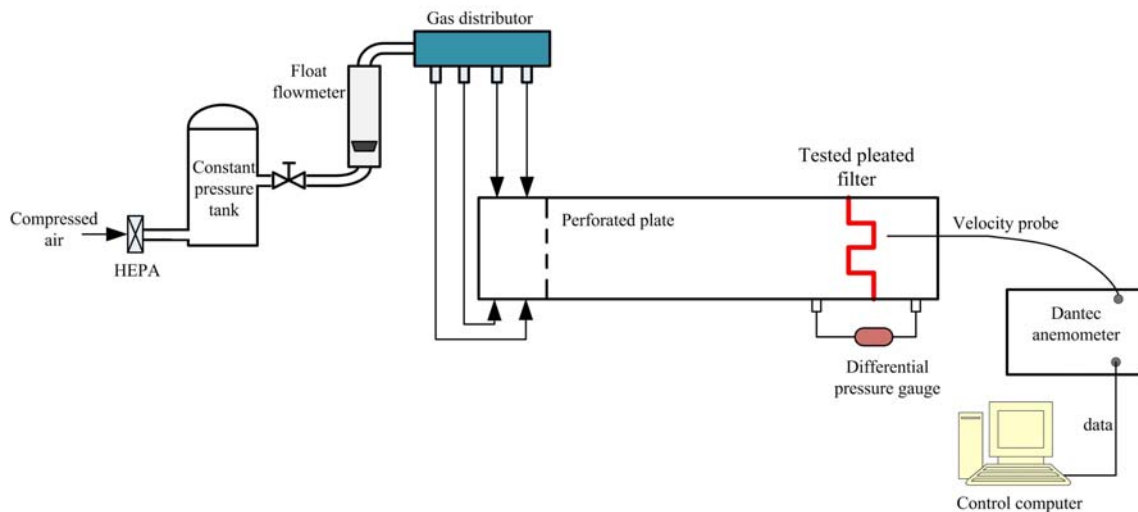 Gas distributor
Float
flowmeter
Constant
pressure
tank
Compressed
air
HEPA
Perforated plate
Tested pleated
filter
Velocity probe
Dantec
anemometer
Differential
pressure gauge
data
Control computer